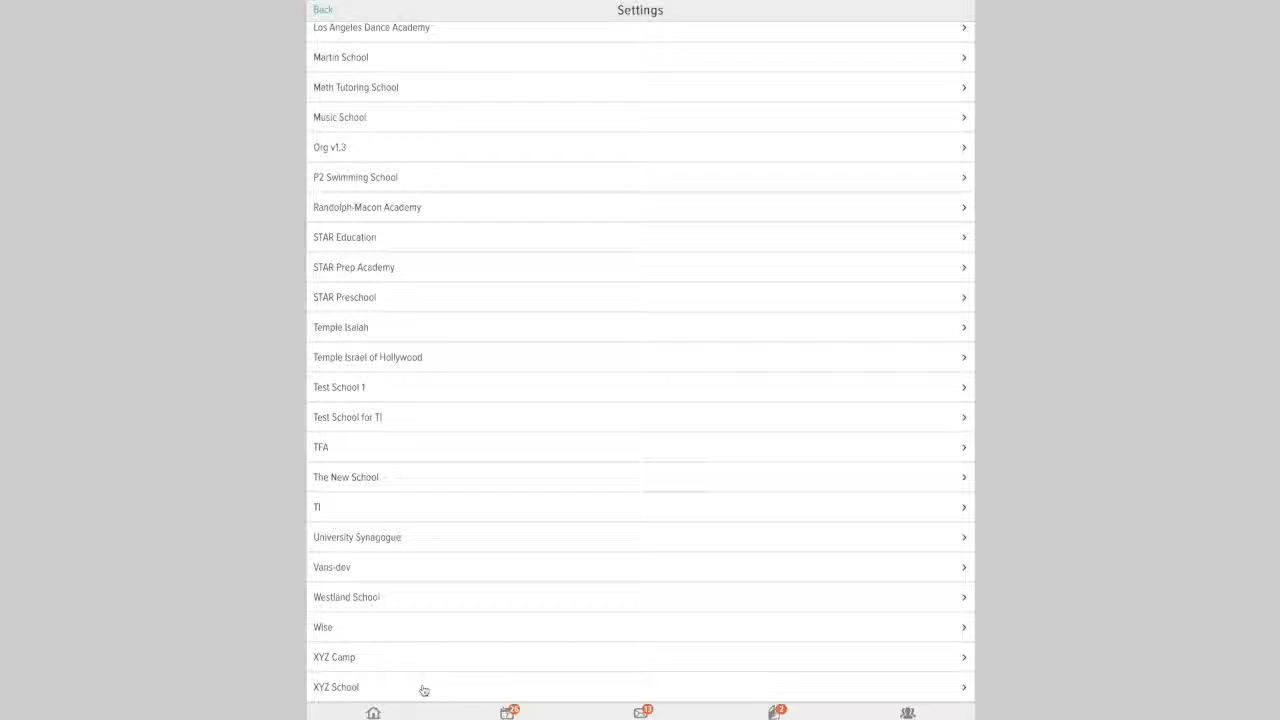 Back
Settings
Los Angeles Dance Academy
Martin School
Math Tutoring School
Music School
Org v1.3
P2 Swimming School
Randolph-Macon Academy
STAR Education
STAR Prep Academy
STAR Preschool
Temple Isaiah
Temple Israel of Hollywood
Test School 1
Test School for TI
TFA
The New School
TI
University Synagogue
Vans-dev
Westland School
Wise
XYZ Camp
XYZ School
26
13
2